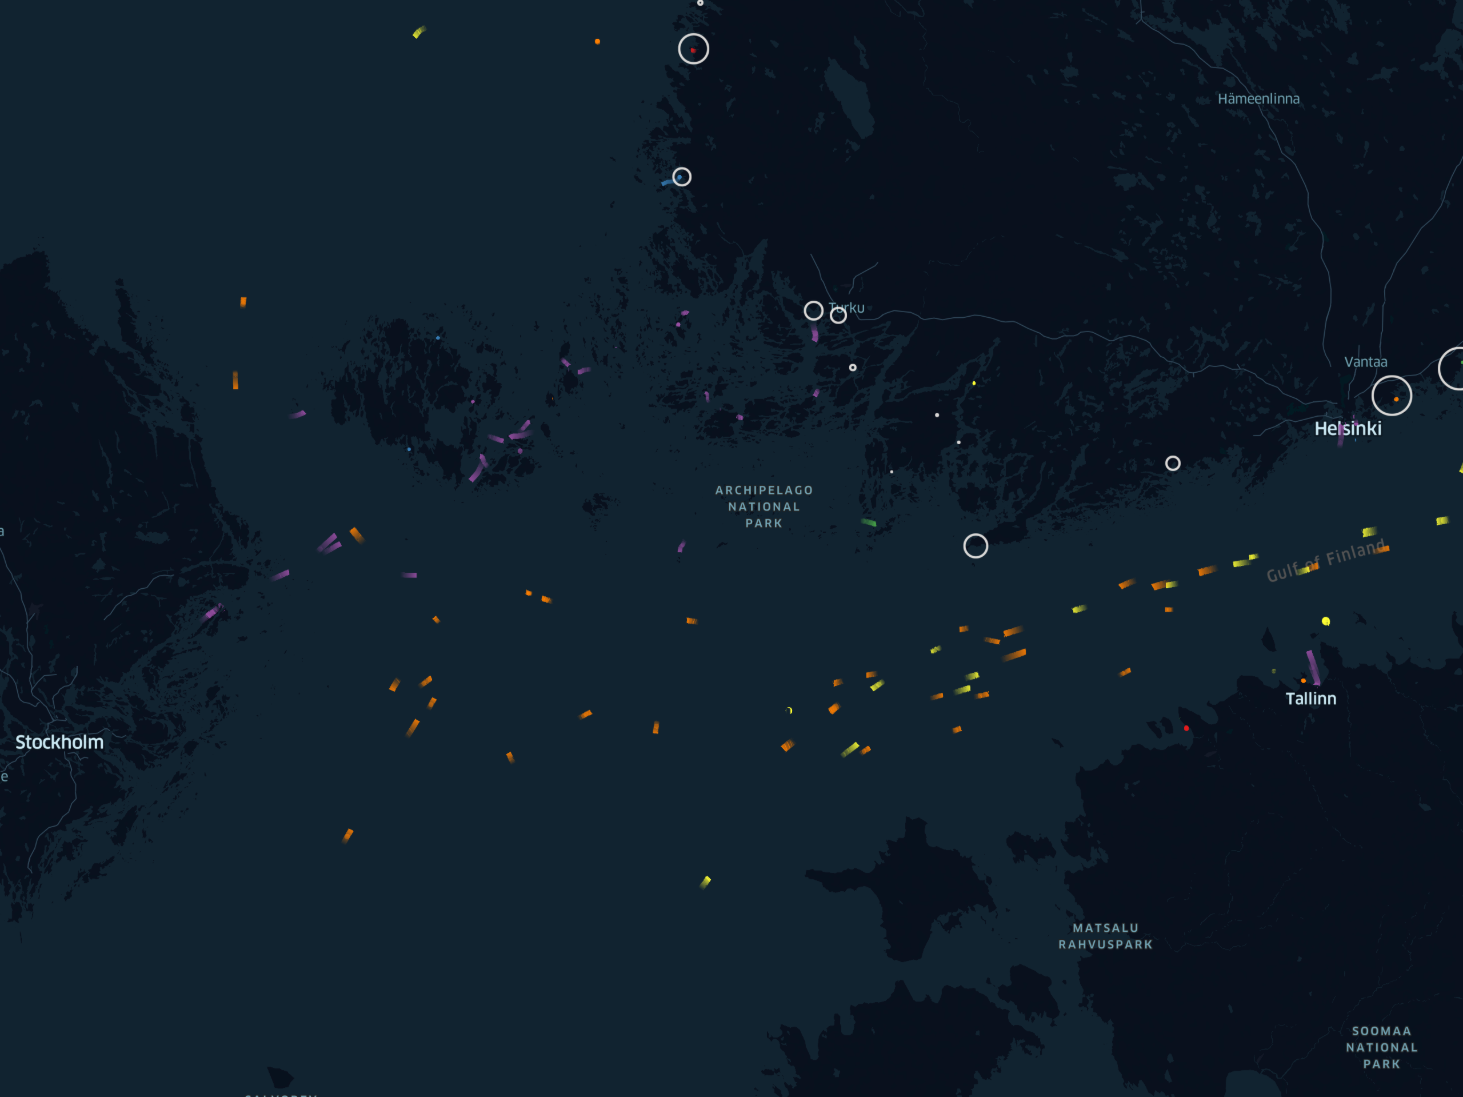 Hämeenlinna
Turku
Vantaa
Helsinki
ARCHIPELAGO
NATIONAL
PARK
a
Gulf of Finland
Tallinn
Stockholm
e
MATSALU
RAHVUSPARK
SOOMAA
NATIONAL
PARK